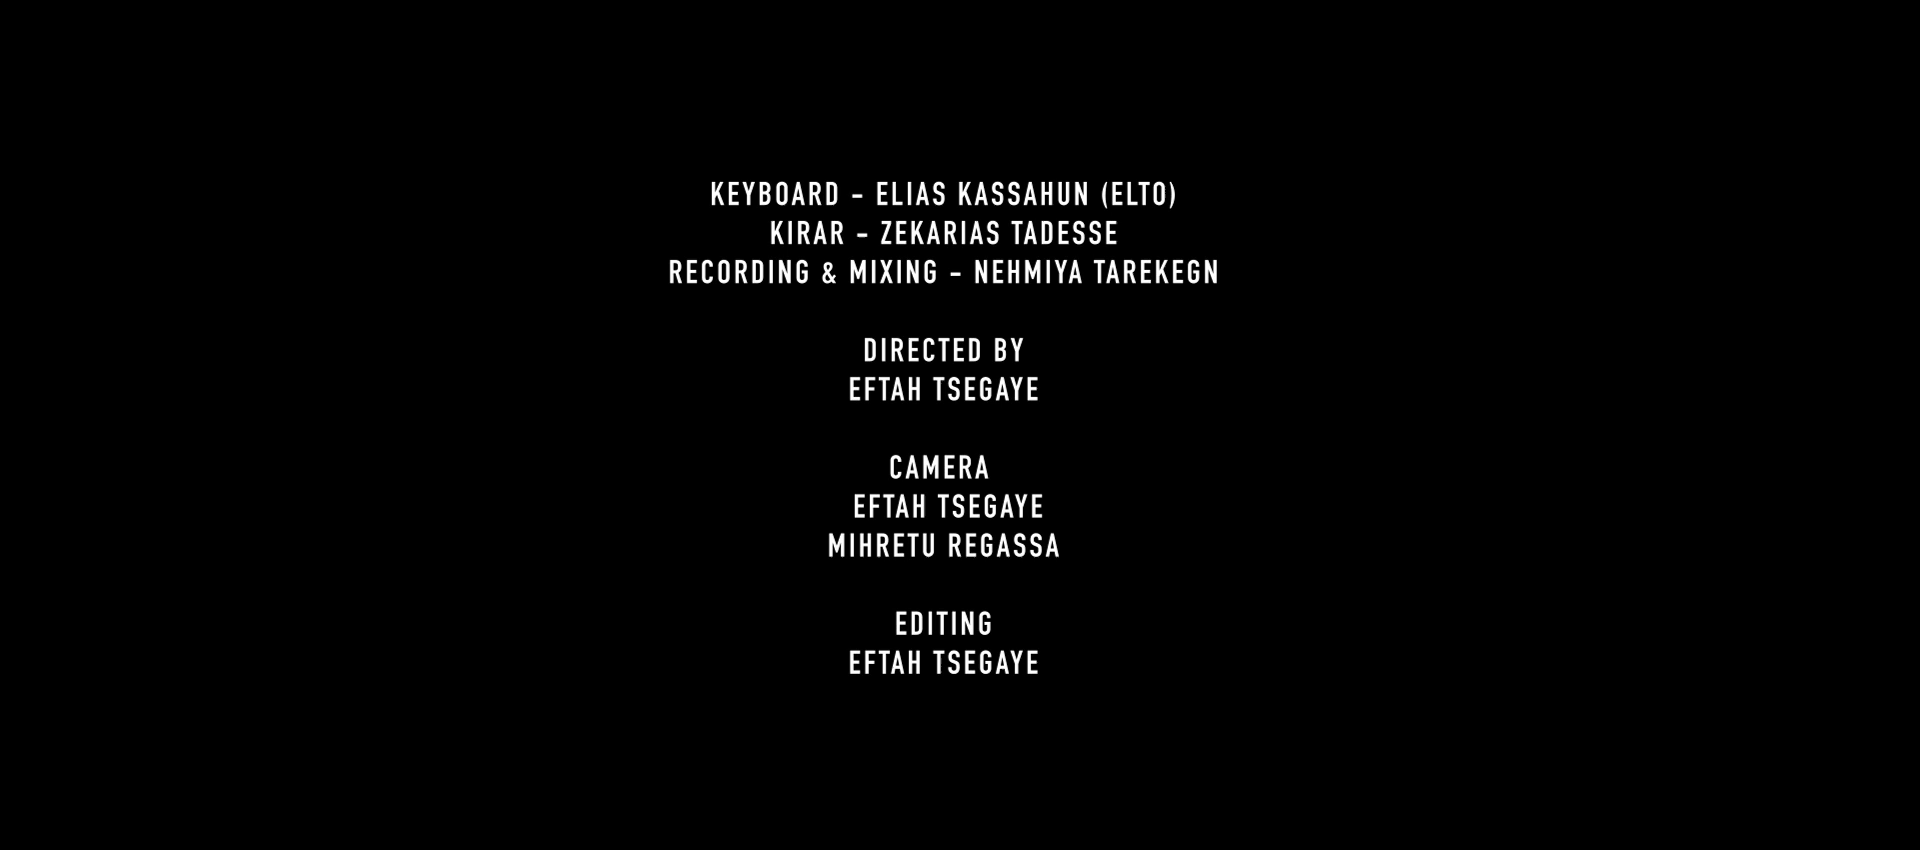 KEYBOARD - ELIAS KASSAHUN (ELTO)
KIRAR - ZEKARIAS TADESSE
RECORDING & MIXING - NEHMIYA TAREKEGN
DIRECTED BY
EFTAH TSEGAYE
CAMERA
EFTAH TSEGAYE
MIHRETU REGASSA
EDITING
EFTAH TSEGAYE